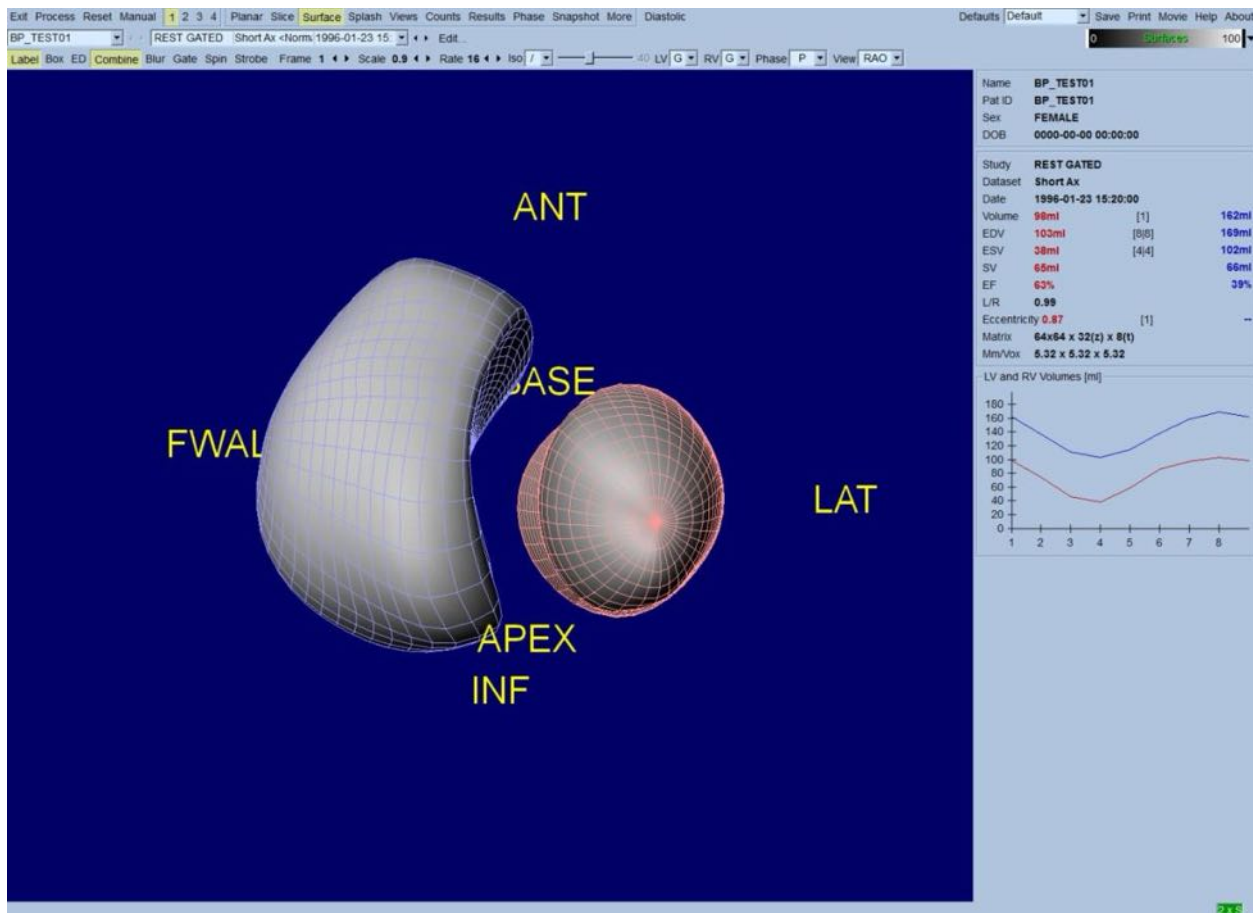 Exit Process Reset Manual 1 2 3 4 Planar Slice Surface Splash Views Counts Results Phase Snapshot More Diastolic Defaults Default Save Print Movie Help About
BP_TEST01 REST GATED Short Ax <Norm 1996-01-23 15: Edit...
0 Surfaces 100
Label Box ED Combine Blur Gate Spin Strobe Frame 1 Scale 0.9 Rate 16 Iso / 40 LV G RV G Phase P View RAO
Name BP_TEST01
Pat ID BP_TEST01
Sex FEMALE
DOB 0000-00-00 00:00:00
Study REST GATED
Dataset Short Ax
Date 1996-01-23 15:20:00
Volume 98ml [1] 162ml
EDV 103ml [8|8] 169ml
ESV 38ml [4|4] 102ml
SV 65ml 66ml
EF 63% 39%
L/R 0.99
Eccentricity 0.87 [1] --
Matrix 64x64 x 32(z) x 8(t)
Mm/Vox 5.32 x 5.32 x 5.32
LV and RV Volumes [ml]
180
160
140
120
100
80
60
40
20
0
1 2 3 4 5 6 7 8
ANT
BASE
FWAL
LAT
APEX
INF
2 x S